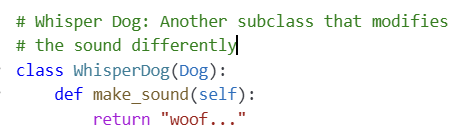 # Whisper Dog: Another subclass that modifies
# the sound differently
class WhisperDog(Dog):
    def make_sound(self):
        return "woof..."